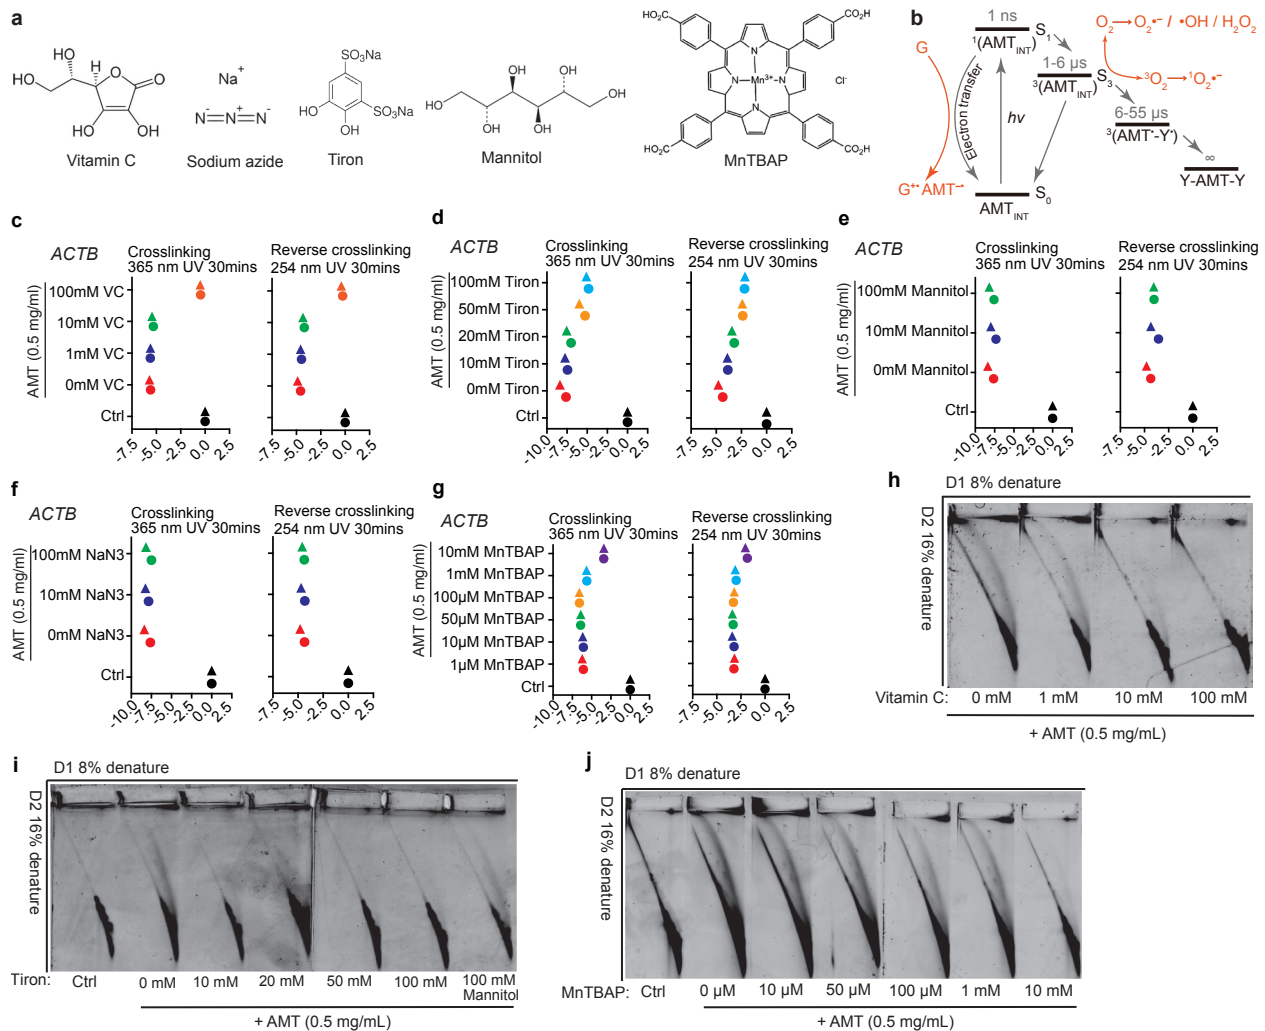 a
HO
HO
H
O
O
HO
OH
Vitamin C
Na+
N=N=N
- + -
Sodium azide
SO3Na
SO3Na
HO
OH
Tiron
OH
OH
HO
OH
OH
OH
Mannitol
HO2C
CO2H
N
N
Mn3+
N
N
Cl-
HO2C
CO2H
MnTBAP
b
1 ns
1(AMTINT)
S1
O2→O2•− / •OH / H2O2
G
1-6 µs
3(AMTINT)
S3
3O2→1O2•−
Electron transfer
hv
6-55 µs
3(AMT•-Y•)
∞
Y-AMT-Y
G+• AMT−•
AMTINT
S0
c
ACTB
Crosslinking
365 nm UV 30mins
Reverse crosslinking
254 nm UV 30mins
AMT (0.5 mg/ml)
100mM VC
10mM VC
1mM VC
0mM VC
Ctrl
-7.5 -5.0 -2.5 0.0 2.5
-7.5 -5.0 -2.5 0.0 2.5
d
ACTB
Crosslinking
365 nm UV 30mins
Reverse crosslinking
254 nm UV 30mins
AMT (0.5 mg/ml)
100mM Tiron
50mM Tiron
20mM Tiron
10mM Tiron
0mM Tiron
Ctrl
-10.0 -7.5 -5.0 -2.5 0.0 2.5
-7.5 -5.0 -2.5 0.0 2.5
e
ACTB
Crosslinking
365 nm UV 30mins
Reverse crosslinking
254 nm UV 30mins
AMT (0.5 mg/ml)
100mM Mannitol
10mM Mannitol
0mM Mannitol
Ctrl
-10.0 -7.5 -5.0 -2.5 0.0 2.5
-7.5 -5.0 -2.5 0.0 2.5
f
ACTB
Crosslinking
365 nm UV 30mins
Reverse crosslinking
254 nm UV 30mins
AMT (0.5 mg/ml)
100mM NaN3
10mM NaN3
0mM NaN3
Ctrl
-10.0 -7.5 -5.0 -2.5 0.0 2.5
-7.5 -5.0 -2.5 0.0 2.5
g
ACTB
Crosslinking
365 nm UV 30mins
Reverse crosslinking
254 nm UV 30mins
AMT (0.5 mg/ml)
10mM MnTBAP
1mM MnTBAP
100µM MnTBAP
50µM MnTBAP
10µM MnTBAP
1µM MnTBAP
Ctrl
-10.0 -7.5 -5.0 -2.5 0.0 2.5
-7.5 -5.0 -2.5 0.0 2.5
h
D1 8% denature
D2 16% denature
Vitamin C: 0 mM 1 mM 10 mM 100 mM
+ AMT (0.5 mg/mL)
i
D1 8% denature
D2 16% denature
Tiron: Ctrl 0 mM 10 mM 20 mM 50 mM 100 mM 100 mM
Mannitol
+ AMT (0.5 mg/mL)
j
D1 8% denature
D2 16% denature
MnTBAP: Ctrl 0 µM 10 µM 50 µM 100 µM 1 mM 10 mM
+ AMT (0.5 mg/mL)